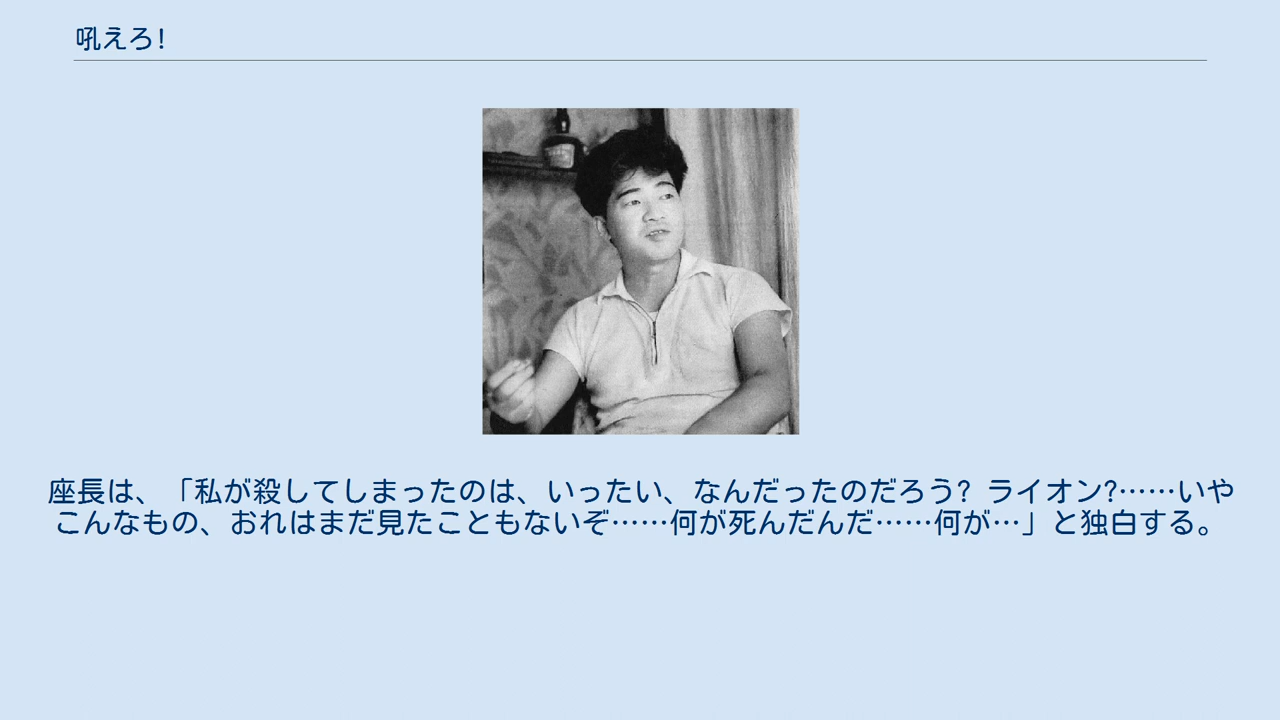 吼えろ!
座長は、「私が殺してしまったのは、いったい、なんだったのだろう? ライオン?……いや
こんなもの、おれはまだ見たこともないぞ……何が死んだんだ……何が…」と独白する。